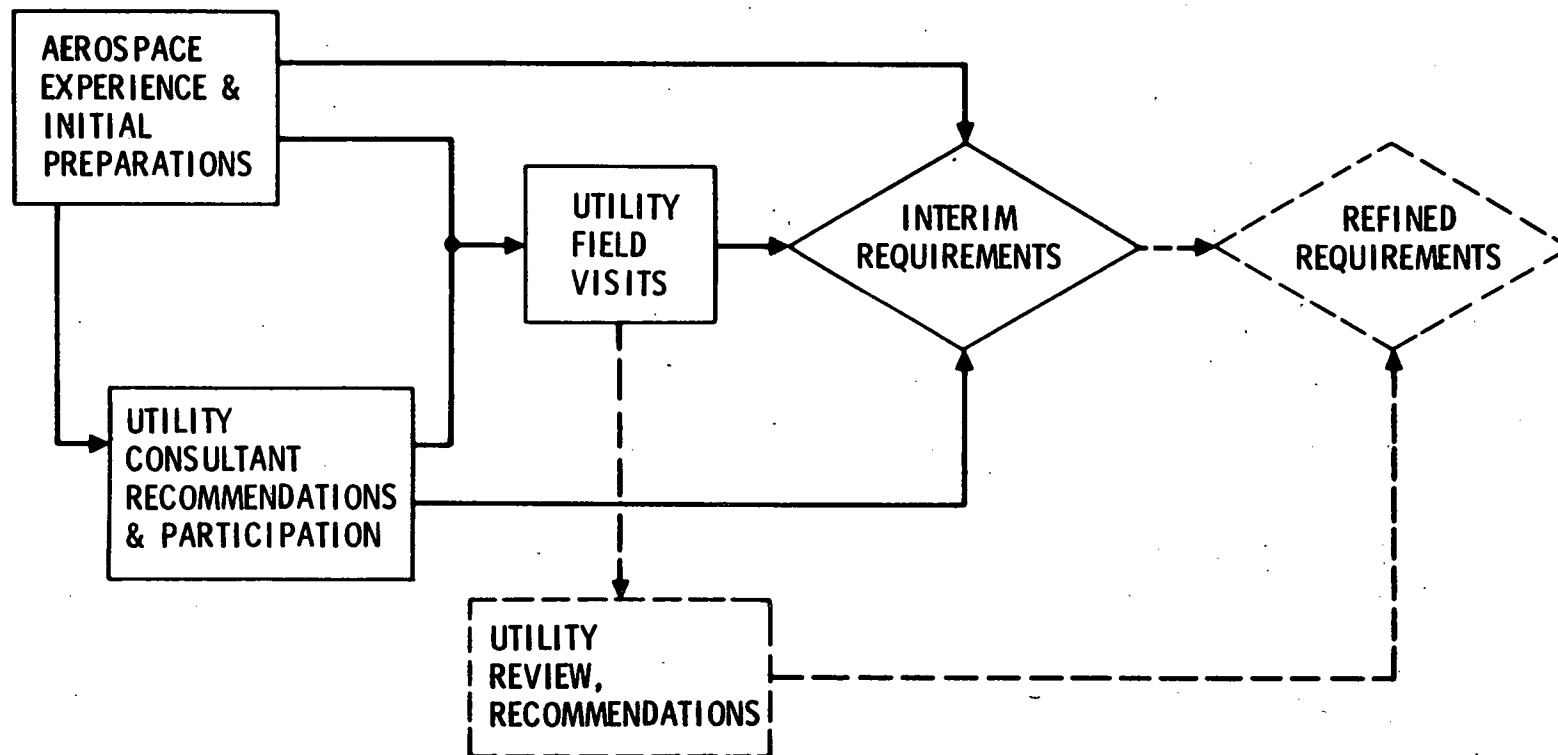 AEROSPACE
EXPERIENCE &
INITIAL
PREPARATIONS
UTILITY
FIELD
VISITS
INTERIM
REQUIREMENTS
REFINED
REQUIREMENTS
UTILITY
CONSULTANT
RECOMMENDATIONS
& PARTICIPATION
UTILITY
REVIEW,
RECOMMENDATIONS